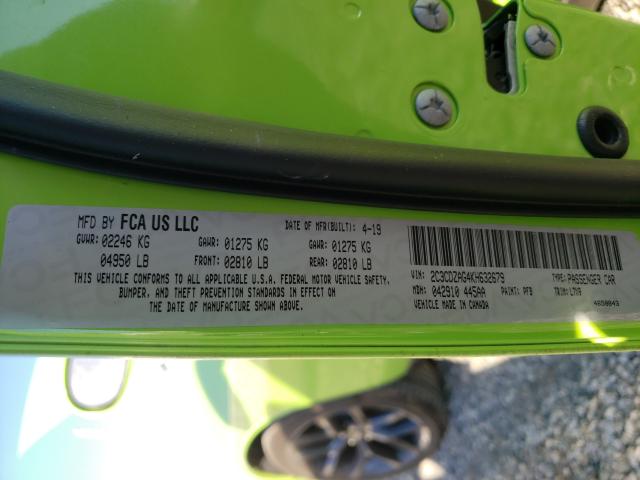 MFD BY FCA US LLC DATE OF MFR(BUILT): 4-19
GVWR: 02246 KG GAWR: 01275 KG GAWR: 01275 KG
04950 LB FRONT: 02810 LB REAR: 02810 LB
THIS VEHICLE CONFORMS TO ALL APPLICABLE U.S.A. FEDERAL MOTOR VEHICLE SAFETY,
BUMPER, AND THEFT PREVENTION STANDARDS IN EFFECT ON
THE DATE OF MANUFACTURE SHOWN ABOVE.
VIN: 2C3CDZAG4KH632679 TYPE: PASSENGER CAR
MDH: 042910 445AA PAINT: PFB TRIM: LTX9
VEHICLE MADE IN CANADA 4658043